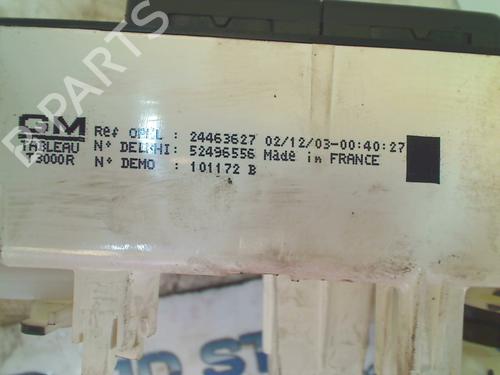 GM Ref OPEL : 24463627 02/12/03-00:40:27
TABLEAU N° DELPHI: 52496556 Made in FRANCE
T3000R N° DEMO : 101172 B
B-PARTS